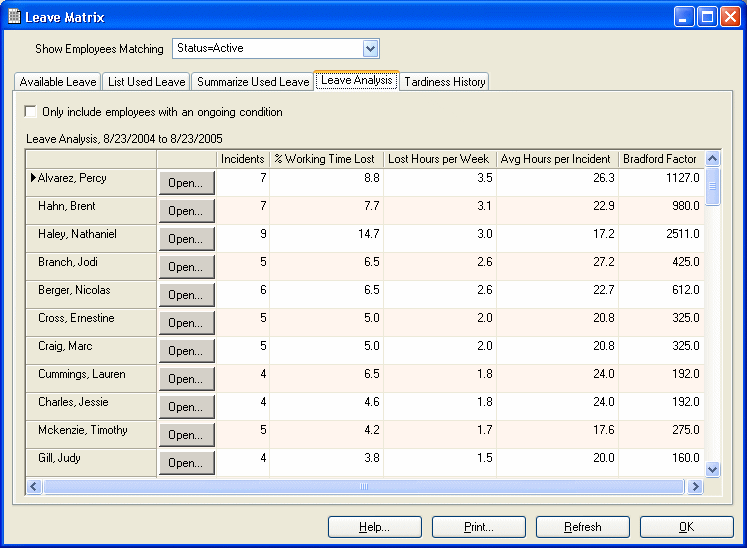 Leave Matrix
Show Employees Matching Status=Active
Available Leave List Used Leave Summarize Used Leave Leave Analysis Tardiness History
Only include employees with an ongoing condition
Leave Analysis, 8/23/2004 to 8/23/2005
Incidents % Working Time Lost Lost Hours per Week Avg Hours per Incident Bradford Factor
Alvarez, Percy Open... 7 8.8 3.5 26.3 1127.0
Hahn, Brent Open... 7 7.7 3.1 22.9 980.0
Haley, Nathaniel Open... 9 14.7 3.0 17.2 2511.0
Branch, Jodi Open... 5 6.5 2.6 27.2 425.0
Berger, Nicolas Open... 6 6.5 2.6 22.7 612.0
Cross, Ernestine Open... 5 5.0 2.0 20.8 325.0
Craig, Marc Open... 5 5.0 2.0 20.8 325.0
Cummings, Lauren Open... 4 6.5 1.8 24.0 192.0
Charles, Jessie Open... 4 4.6 1.8 24.0 192.0
Mckenzie, Timothy Open... 5 4.2 1.7 17.6 275.0
Gill, Judy Open... 4 3.8 1.5 20.0 160.0
Help... Print... Refresh OK